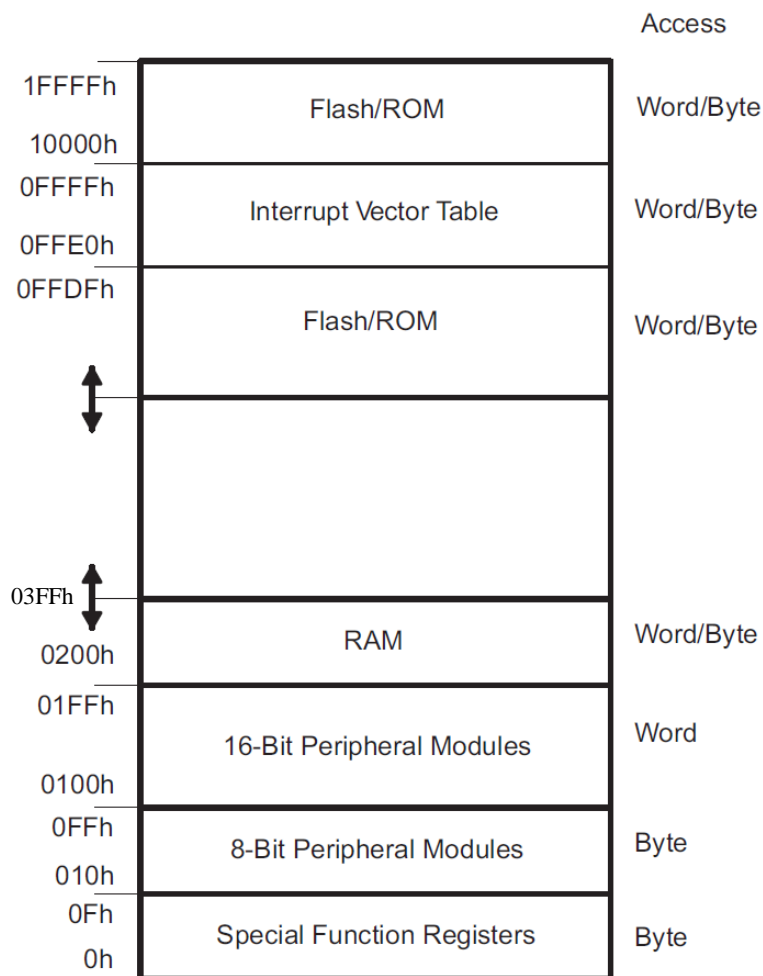 Access
1FFFFh
Flash/ROM
Word/Byte
10000h
0FFFFh
Interrupt Vector Table
Word/Byte
0FFE0h
0FFDFh
Flash/ROM
Word/Byte
03FFh
RAM
Word/Byte
0200h
01FFh
16-Bit Peripheral Modules
Word
0100h
0FFh
8-Bit Peripheral Modules
Byte
010h
0Fh
Special Function Registers
Byte
0h